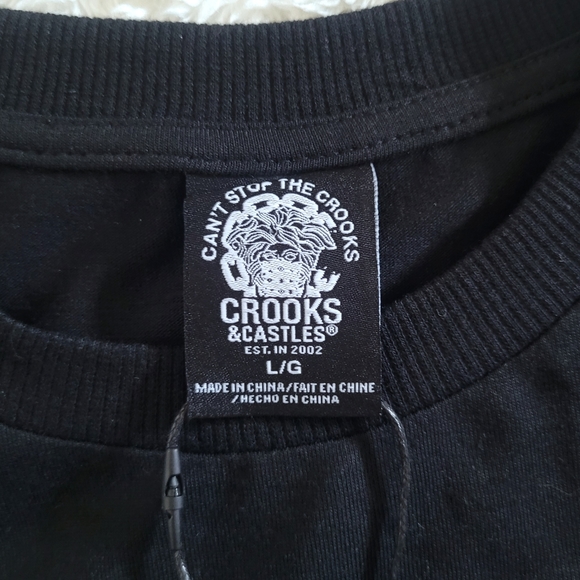 CAN'T STOP THE CROOKS
CROOKS
&CASTLES®
EST. IN 2002
L/G
MADE IN CHINA/FAIT EN CHINE
/HECHO EN CHINA